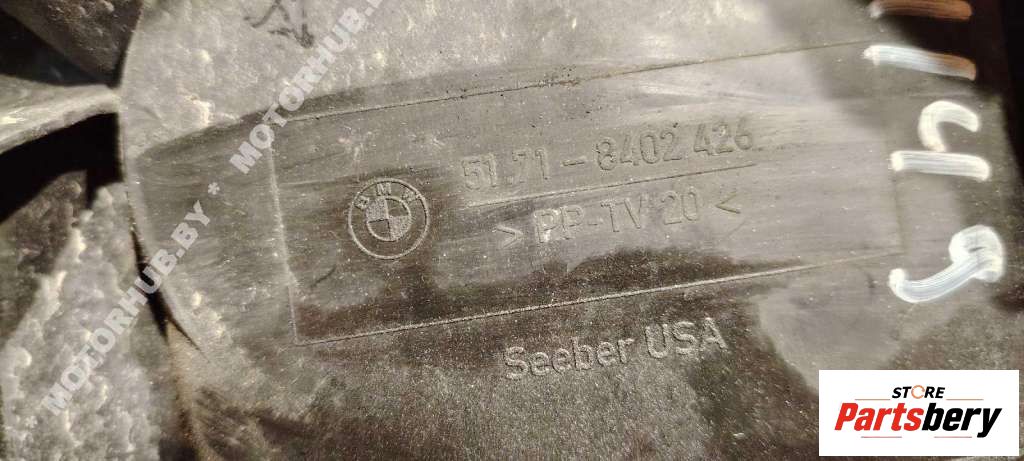 MOTORHUB.BY * MOTORHUB.BY
BMW
51.71-8402 426
> PP-TV 20 <
Seeber USA
STORE
Partsbery